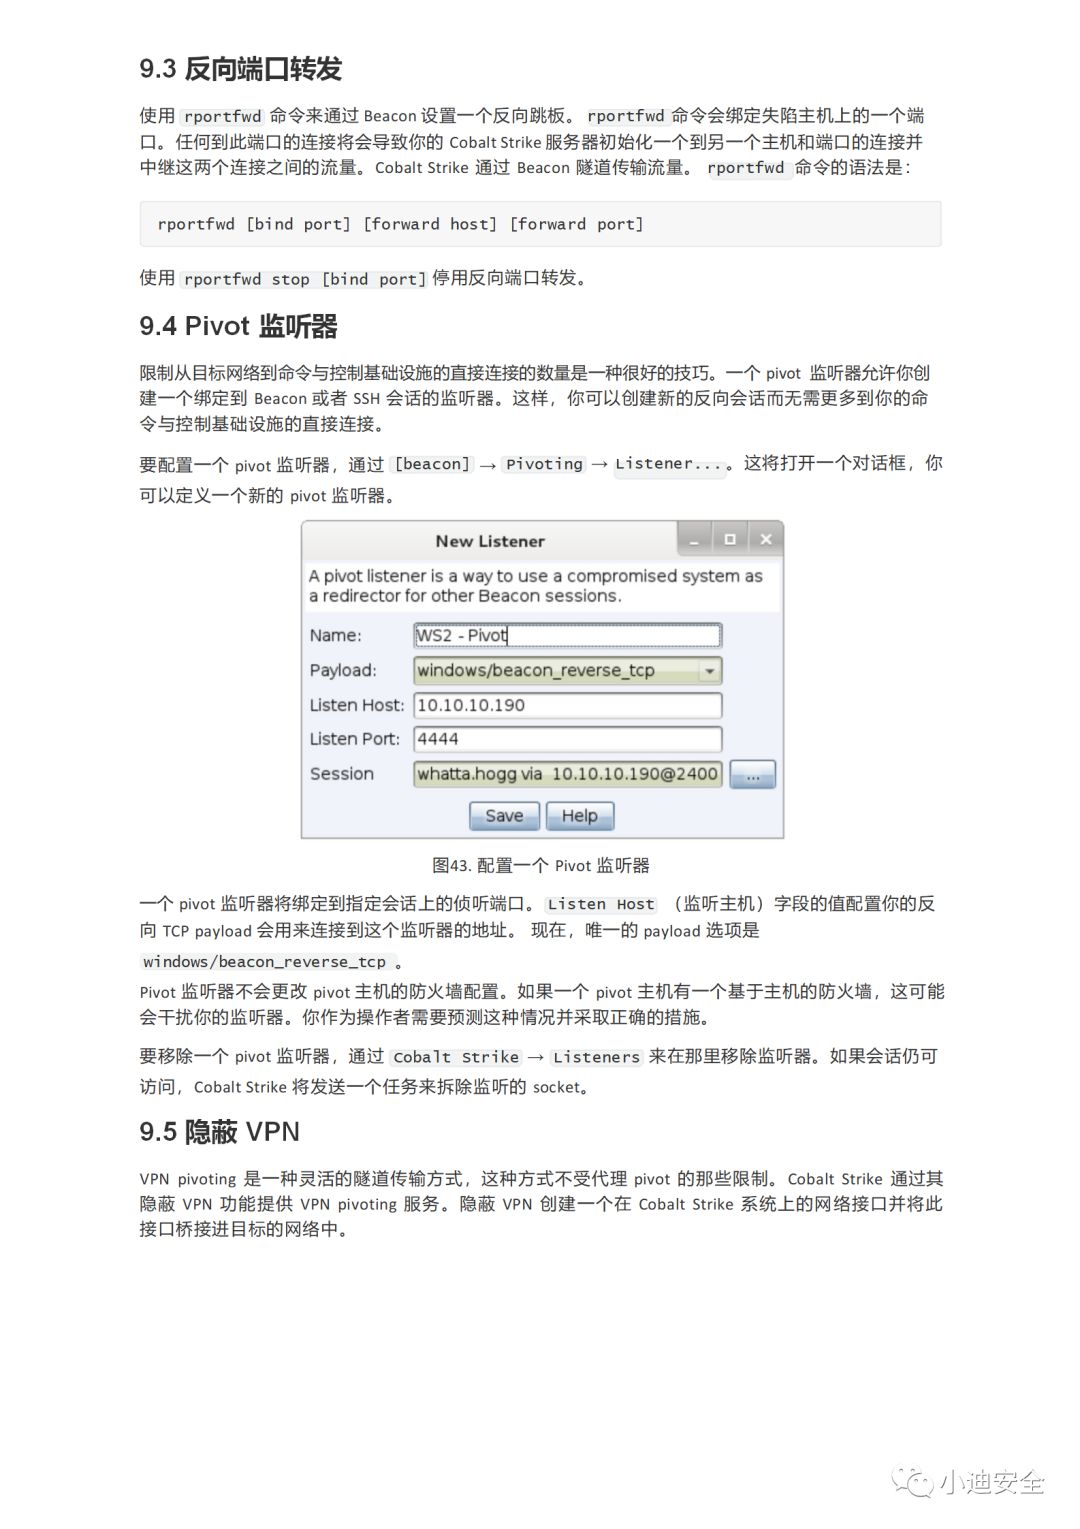 9.3 反向端口转发
使用 rportfwd 命令来通过 Beacon 设置一个反向跳板。 rportfwd 命令会绑定失陷主机上的一个端
口。任何到此端口的连接将会导致你的 Cobalt Strike 服务器初始化一个到另一个主机和端口的连接并
中继这两个连接之间的流量。Cobalt Strike 通过 Beacon 隧道传输流量。 rportfwd 命令的语法是：
rportfwd [bind port] [forward host] [forward port]
使用 rportfwd stop [bind port] 停用反向端口转发。
9.4 Pivot 监听器
限制从目标网络到命令与控制基础设施的直接连接的数量是一种很好的技巧。一个 pivot 监听器允许你创
建一个绑定到 Beacon 或者 SSH 会话的监听器。这样，你可以创建新的反向会话而无需更多到你的命
令与控制基础设施的直接连接。
要配置一个 pivot 监听器，通过 [beacon] → Pivoting → Listener... 。这将打开一个对话框，你
可以定义一个新的 pivot 监听器。
New Listener
A pivot listener is a way to use a compromised system as
a redirector for other Beacon sessions.
Name: WS2 - Pivot
Payload: windows/beacon_reverse_tcp
Listen Host: 10.10.10.190
Listen Port: 4444
Session whatta.hogg via 10.10.10.190@2400 ...
Save Help
图43. 配置一个 Pivot 监听器
一个 pivot 监听器将绑定到指定会话上的侦听端口。 Listen Host （监听主机）字段的值配置你的反
向 TCP payload 会用来连接到这个监听器的地址。 现在，唯一的 payload 选项是
windows/beacon_reverse_tcp 。
Pivot 监听器不会更改 pivot 主机的防火墙配置。如果一个 pivot 主机有一个基于主机的防火墙，这可能
会干扰你的监听器。你作为操作者需要预测这种情况并采取正确的措施。
要移除一个 pivot 监听器，通过 Cobalt Strike → Listeners 来在那里移除监听器。如果会话仍可
访问，Cobalt Strike 将发送一个任务来拆除监听的 socket。
9.5 隐蔽 VPN
VPN pivoting 是一种灵活的隧道传输方式，这种方式不受代理 pivot 的那些限制。Cobalt Strike 通过其
隐蔽 VPN 功能提供 VPN pivoting 服务。隐蔽 VPN 创建一个在 Cobalt Strike 系统上的网络接口并将此
接口桥接进目标的网络中。
小迪安全